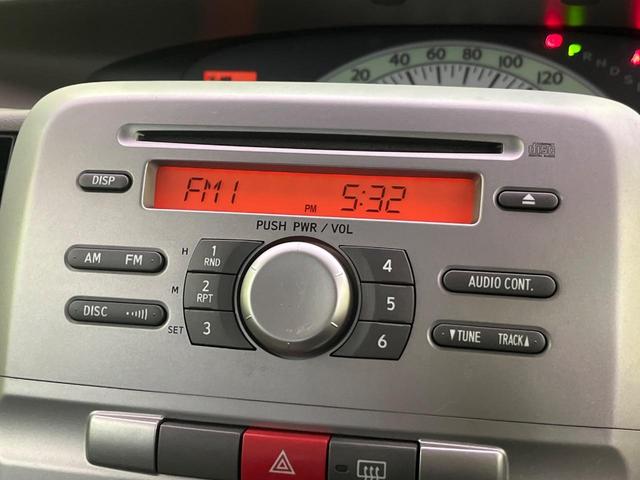 20 40 60 80 100 120
R N D S
DISC
DISP
FM1 PM 5:32
PUSH PWR/VOL
AM FM
H 1 RND
4
M 2 RPT
5
AUDIO CONT.
DISC
SET 3
6
▼TUNE TRACK▲